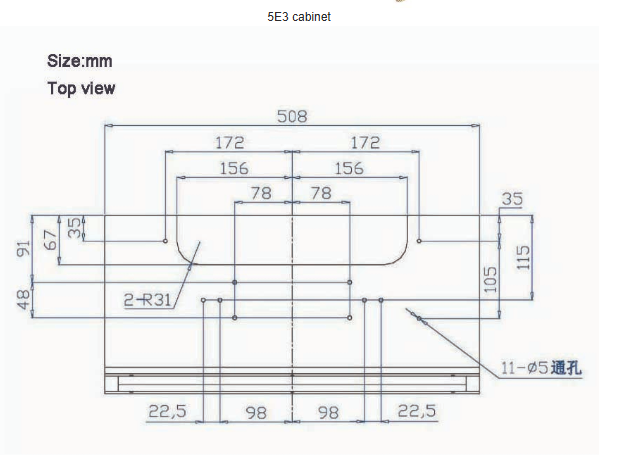 5E3 cabinet
Size:mm
Top view
508
172 172
156 156
78 78
35
35
67
91
115
105
48
2-R31
11-ø5通孔
22,5 98 98 22,5